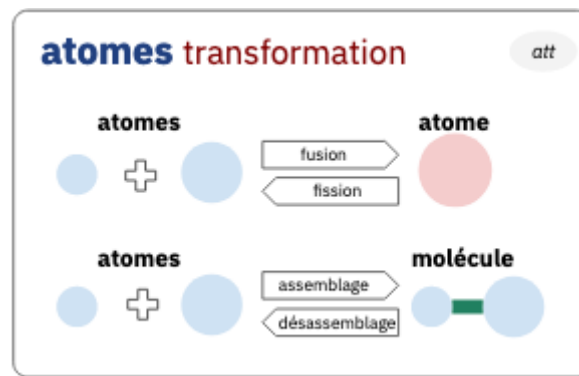 atomes transformation
att
atomes
atome
fusion
fission
atomes
molécule
assemblage
désassemblage